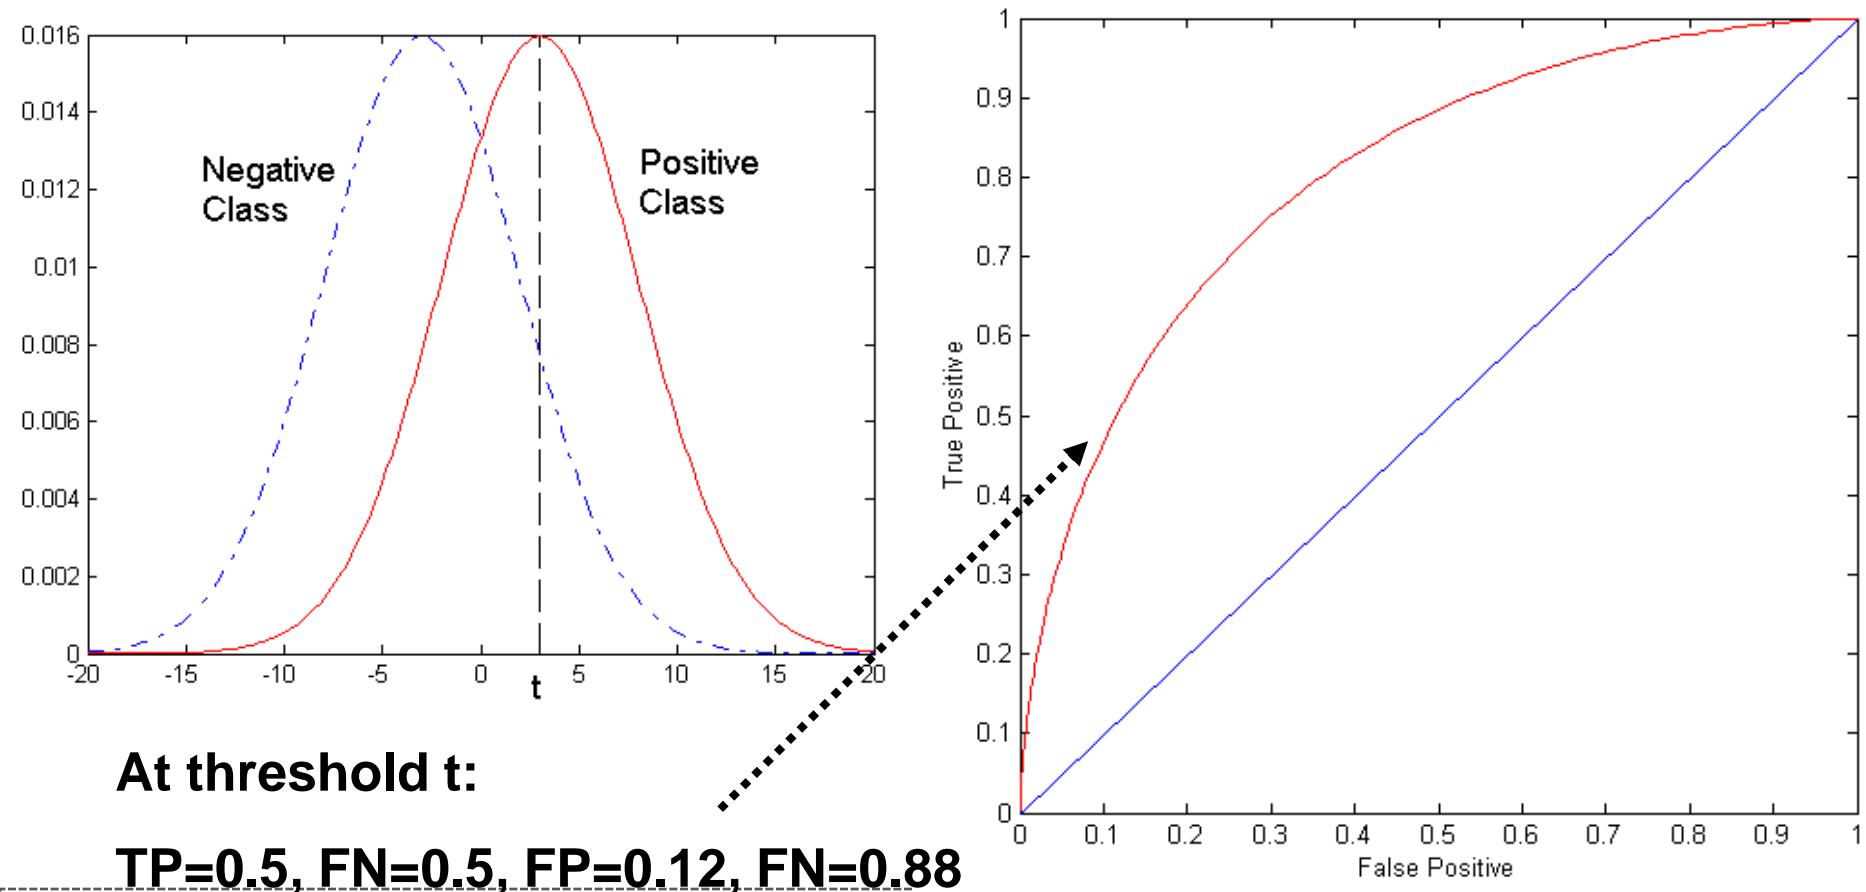 0.016
0.014
0.012
0.01
0.008
0.006
0.004
0.002
0
-20 -15 -10 -5 0 5 10 15 20
t
Negative
Class
Positive
Class
1
0.9
0.8
0.7
0.6
0.5
0.4
0.3
0.2
0.1
0
True Positive
0 0.1 0.2 0.3 0.4 0.5 0.6 0.7 0.8 0.9 1
False Positive
At threshold t:
TP=0.5, FN=0.5, FP=0.12, FN=0.88